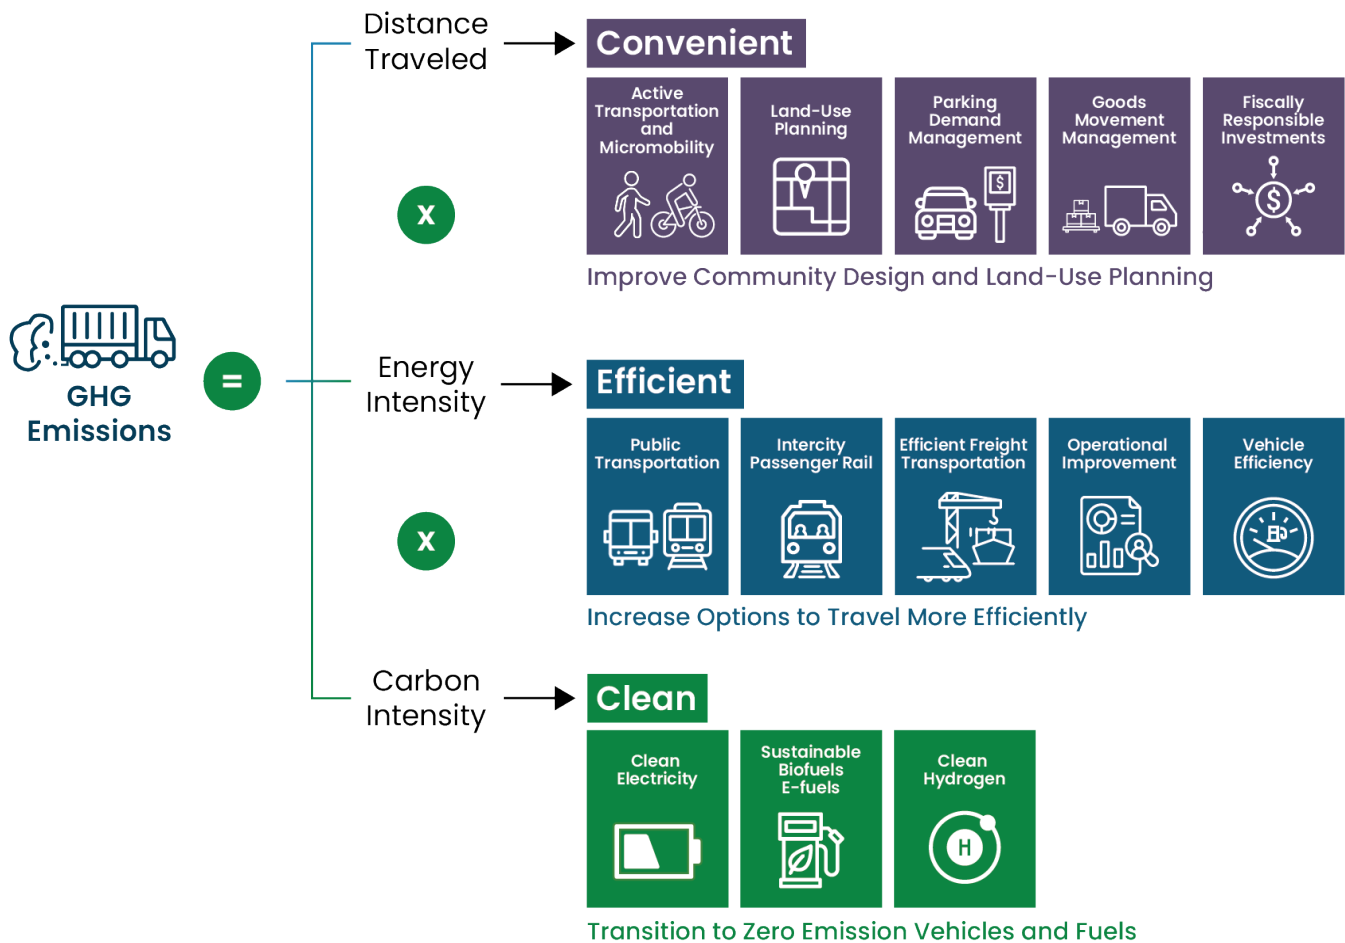 Distance
Traveled
Convenient
Active
Transportation
and
Micromobility
Land-Use
Planning
Parking
Demand
Management
$
Goods
Movement
Management
Fiscally
Responsible
Investments
$
Improve Community Design and Land-Use Planning
X
GHG
Emissions
=
Energy
Intensity
Efficient
Public
Transportation
Intercity
Passenger Rail
Efficient Freight
Transportation
Operational
Improvement
Vehicle
Efficiency
Increase Options to Travel More Efficiently
X
Carbon
Intensity
Clean
Clean
Electricity
Sustainable
Biofuels
E-fuels
Clean
Hydrogen
H
Transition to Zero Emission Vehicles and Fuels